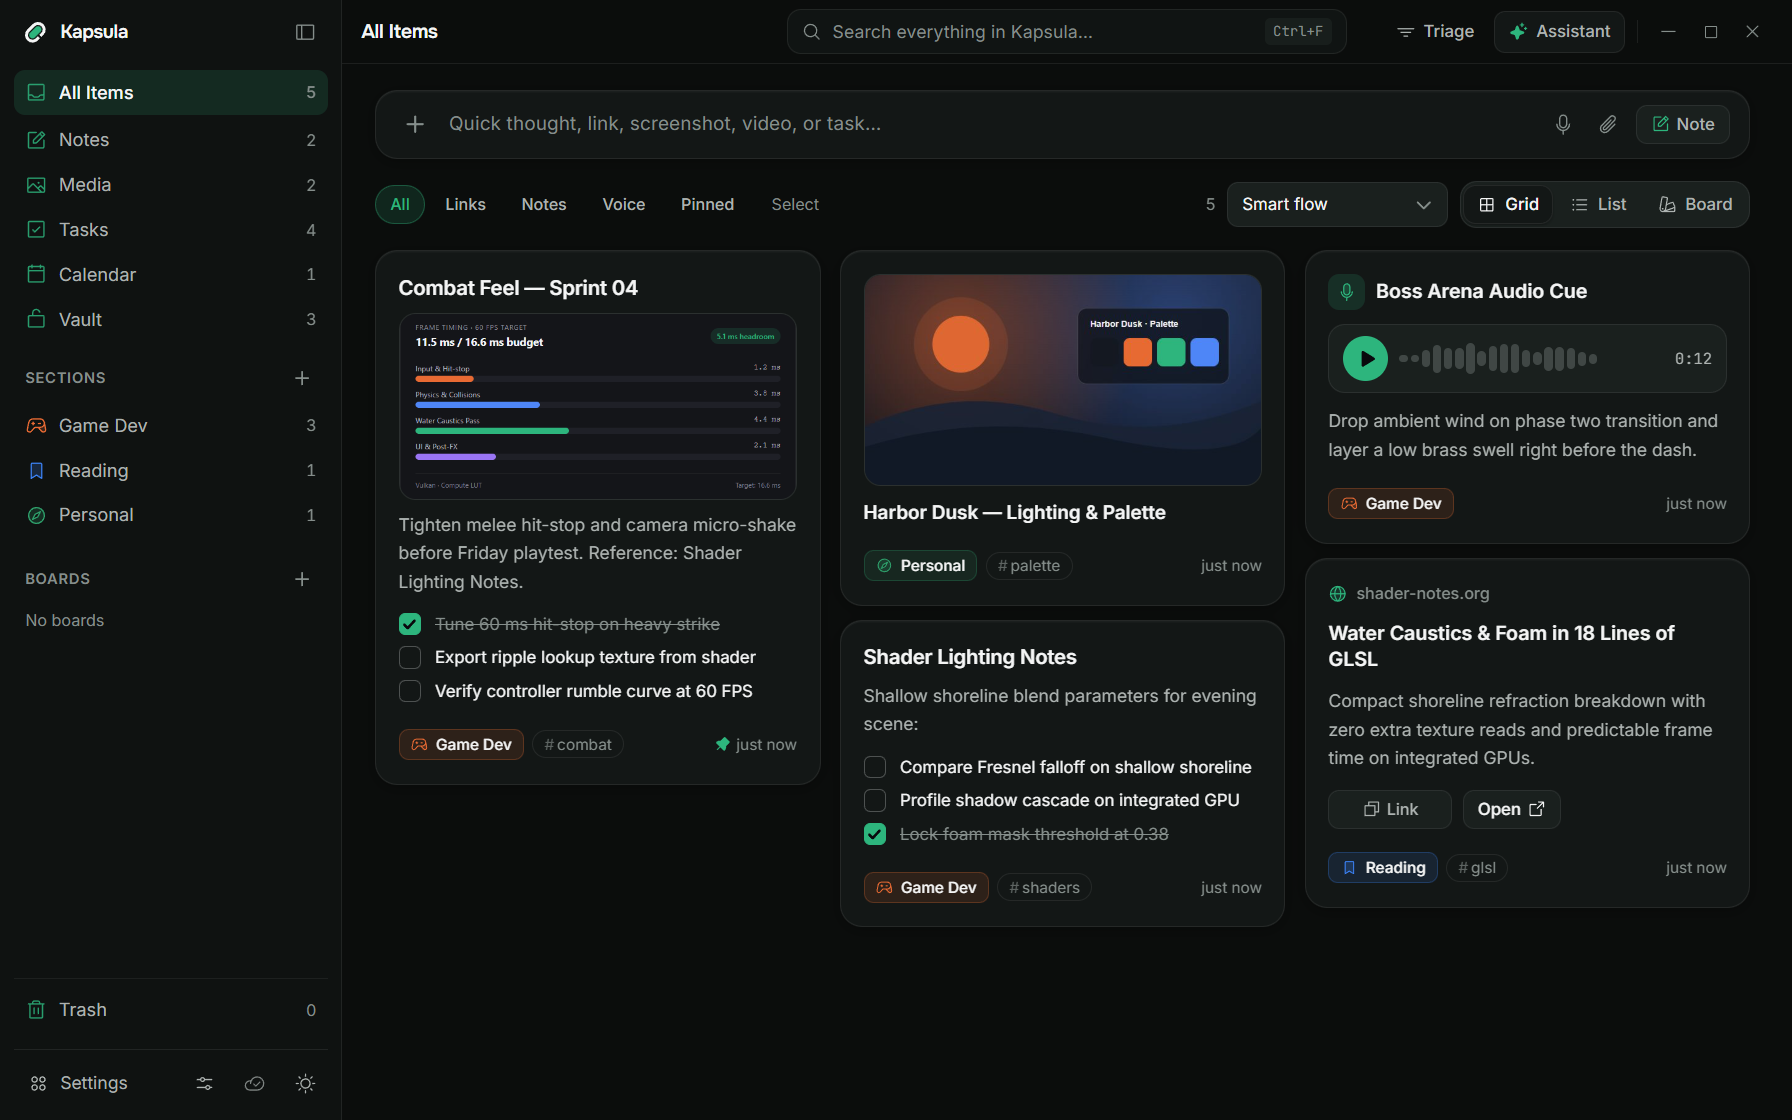 Kapsula
All Items 5
Notes 2
Media 2
Tasks 4
Calendar 1
Vault 3
SECTIONS
Game Dev 3
Reading 1
Personal 1
BOARDS
No boards
Trash 0
Settings
All Items
Search everything in Kapsula... Ctrl+F
Triage
Assistant
Quick thought, link, screenshot, video, or task...
Note
All Links Notes Voice Pinned Select
5 Smart flow
Grid List Board
Combat Feel — Sprint 04
FRAME TIMING · 60 FPS TARGET
11.5 ms / 16.6 ms budget
5.1 ms headroom
Input & Hit-stop 1.2 ms
Physics & Collisions 3.8 ms
Water Caustics Pass 4.4 ms
UI & Post-FX 2.1 ms
Vulkan · Compute LUT Target: 16.6 ms
Tighten melee hit-stop and camera micro-shake
before Friday playtest. Reference: Shader
Lighting Notes.
Tune 60 ms hit-stop on heavy strike
Export ripple lookup texture from shader
Verify controller rumble curve at 60 FPS
Game Dev #combat just now
Harbor Dusk · Palette
Harbor Dusk — Lighting & Palette
Personal #palette just now
Shader Lighting Notes
Shallow shoreline blend parameters for evening
scene:
Compare Fresnel falloff on shallow shoreline
Profile shadow cascade on integrated GPU
Lock foam mask threshold at 0.38
Game Dev #shaders just now
Boss Arena Audio Cue
0:12
Drop ambient wind on phase two transition and
layer a low brass swell right before the dash.
Game Dev just now
shader-notes.org
Water Caustics & Foam in 18 Lines of
GLSL
Compact shoreline refraction breakdown with
zero extra texture reads and predictable frame
time on integrated GPUs.
Link Open
Reading #glsl just now